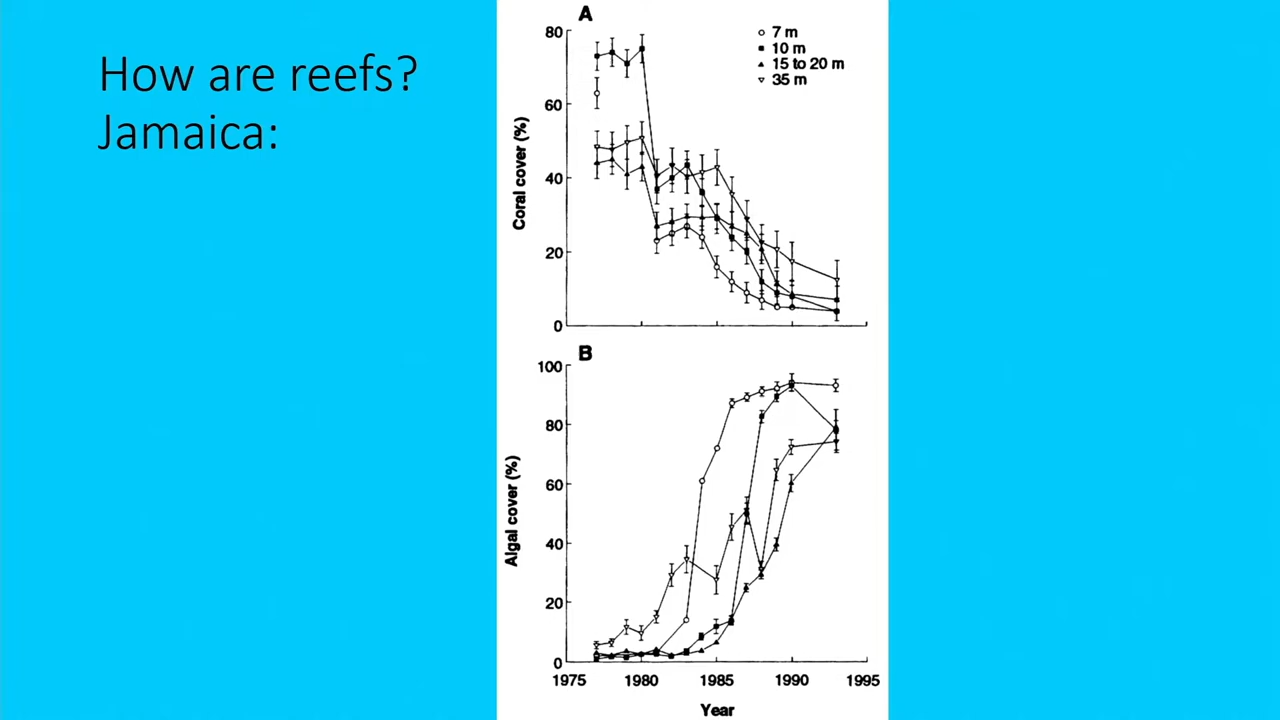 How are reefs?
Jamaica:
A
80
60
40
20
0
Coral cover (%)
7 m
10 m
15 to 20 m
35 m
B
100
80
60
40
20
0
Algal cover (%)
1975 1980 1985 1990 1995
Year